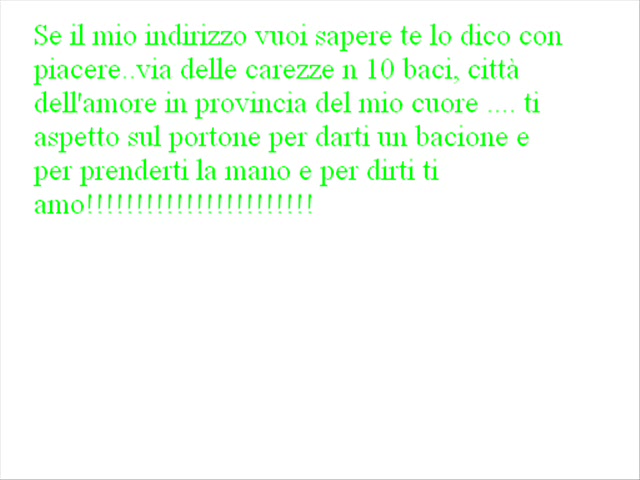 Se il mio indirizzo vuoi sapere te lo dico con
piacere..via delle carezze n 10 baci, città
dell'amore in provincia del mio cuore .... ti
aspetto sul portone per darti un bacione e
per prenderti la mano e per dirti ti
amo!!!!!!!!!!!!!!!!!!!!!!!